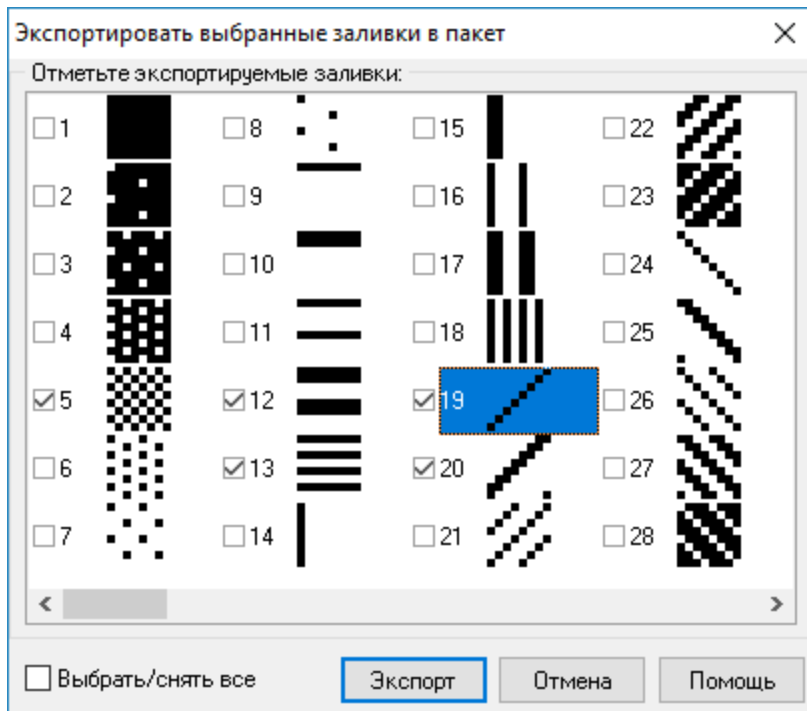 Экспортировать выбранные заливки в пакет
Отметьте экспортируемые заливки:
1 8 15 22
2 9 16 23
3 10 17 24
4 11 18 25
5 12 19 26
6 13 20 27
7 14 21 28
Выбрать/снять все Экспорт Отмена Помощь